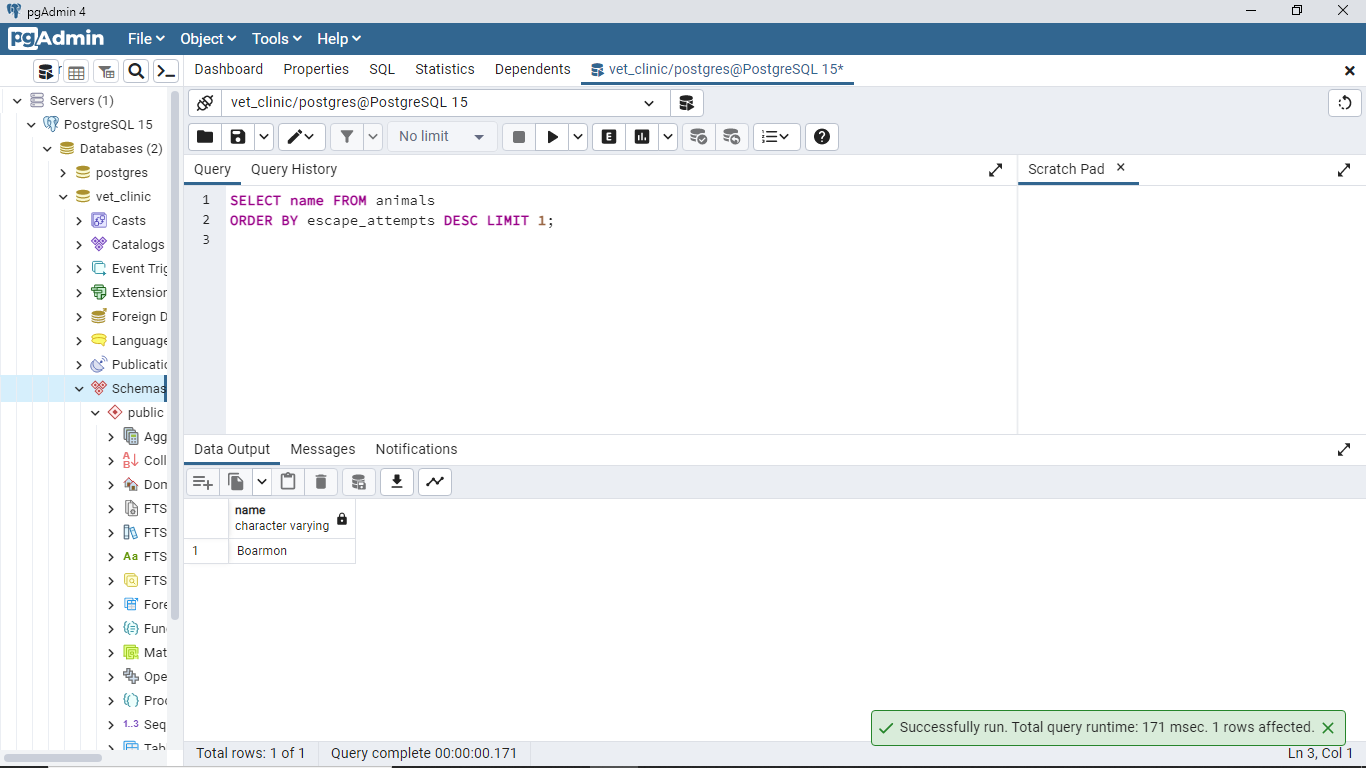 pgAdmin 4
pgAdmin File Object Tools Help
Dashboard Properties SQL Statistics Dependents vet_clinic/postgres@PostgreSQL 15*
vet_clinic/postgres@PostgreSQL 15
No limit
Query Query History
Scratch Pad
1 SELECT name FROM animals
2 ORDER BY escape_attempts DESC LIMIT 1;
3
Servers (1)
PostgreSQL 15
Databases (2)
postgres
vet_clinic
Casts
Catalogs
Event Trig
Extension
Foreign D
Language
Publicatic
Schemas
public
Agg
Coll
Dom
FTS
FTS
Aa FTS
FTS
Fore
Fun
Mat
Ope
Proc
1..3 Seq
Tab
Data Output Messages Notifications
name
character varying
1 Boarmon
Successfully run. Total query runtime: 171 msec. 1 rows affected.
Total rows: 1 of 1 Query complete 00:00:00.171 Ln 3, Col 1